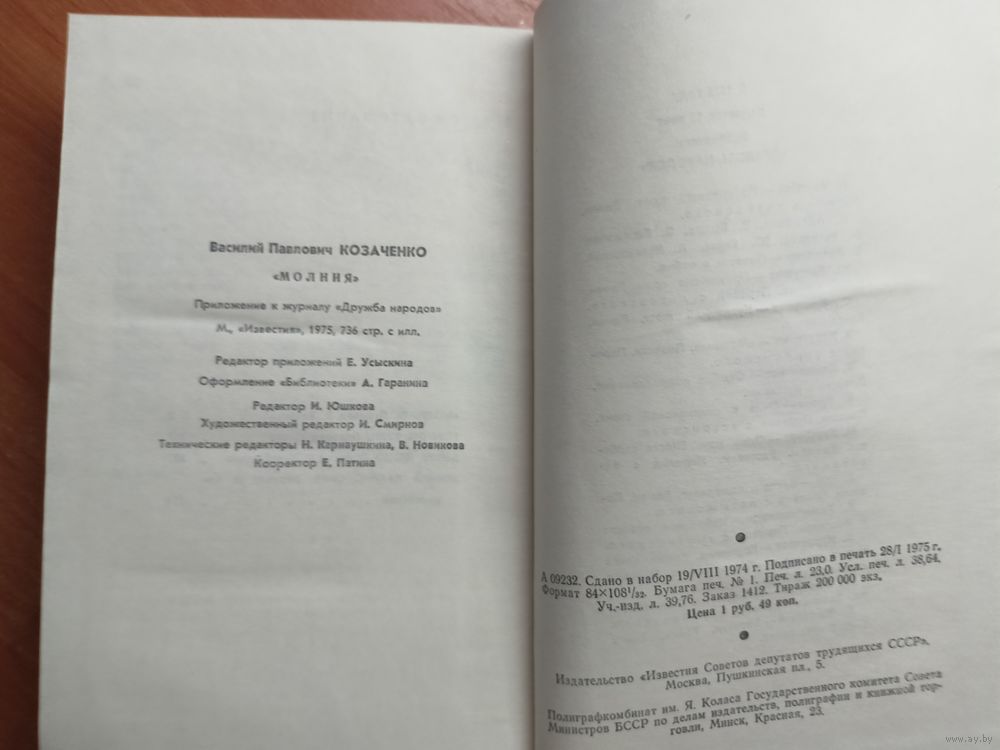 Василий Павлович КОЗАЧЕНКО
«МОЛНИЯ»
Приложение к журналу «Дружба народов»
М., «Известия», 1975, 736 стр. с илл.
Редактор приложений Е. Усыскина
Оформление «Библиотеки» А. Гаранина
Редактор И. Юшкова
Художественный редактор И. Смирнов
Технические редакторы Н. Карнаушкина, В. Новикова
Корректор Е. Патина
А 09232. Сдано в набор 19/VIII 1974 г. Подписано в печать 28/I 1975 г.
Формат 84×108¹/₃₂. Бумага печ. № 1. Печ. л. 23,0. Усл. печ. л. 38,64.
Уч.-изд. л. 39,76. Заказ 1412. Тираж 200 000 экз.
Цена 1 руб. 49 коп.
Издательство «Известия Советов депутатов трудящихся СССР».
Москва, Пушкинская пл., 5.
Полиграфкомбинат им. Я. Коласа Государственного комитета Совета
Министров БССР по делам издательств, полиграфии и книжной тор-
говли, Минск, Красная, 23.
www.ay.by